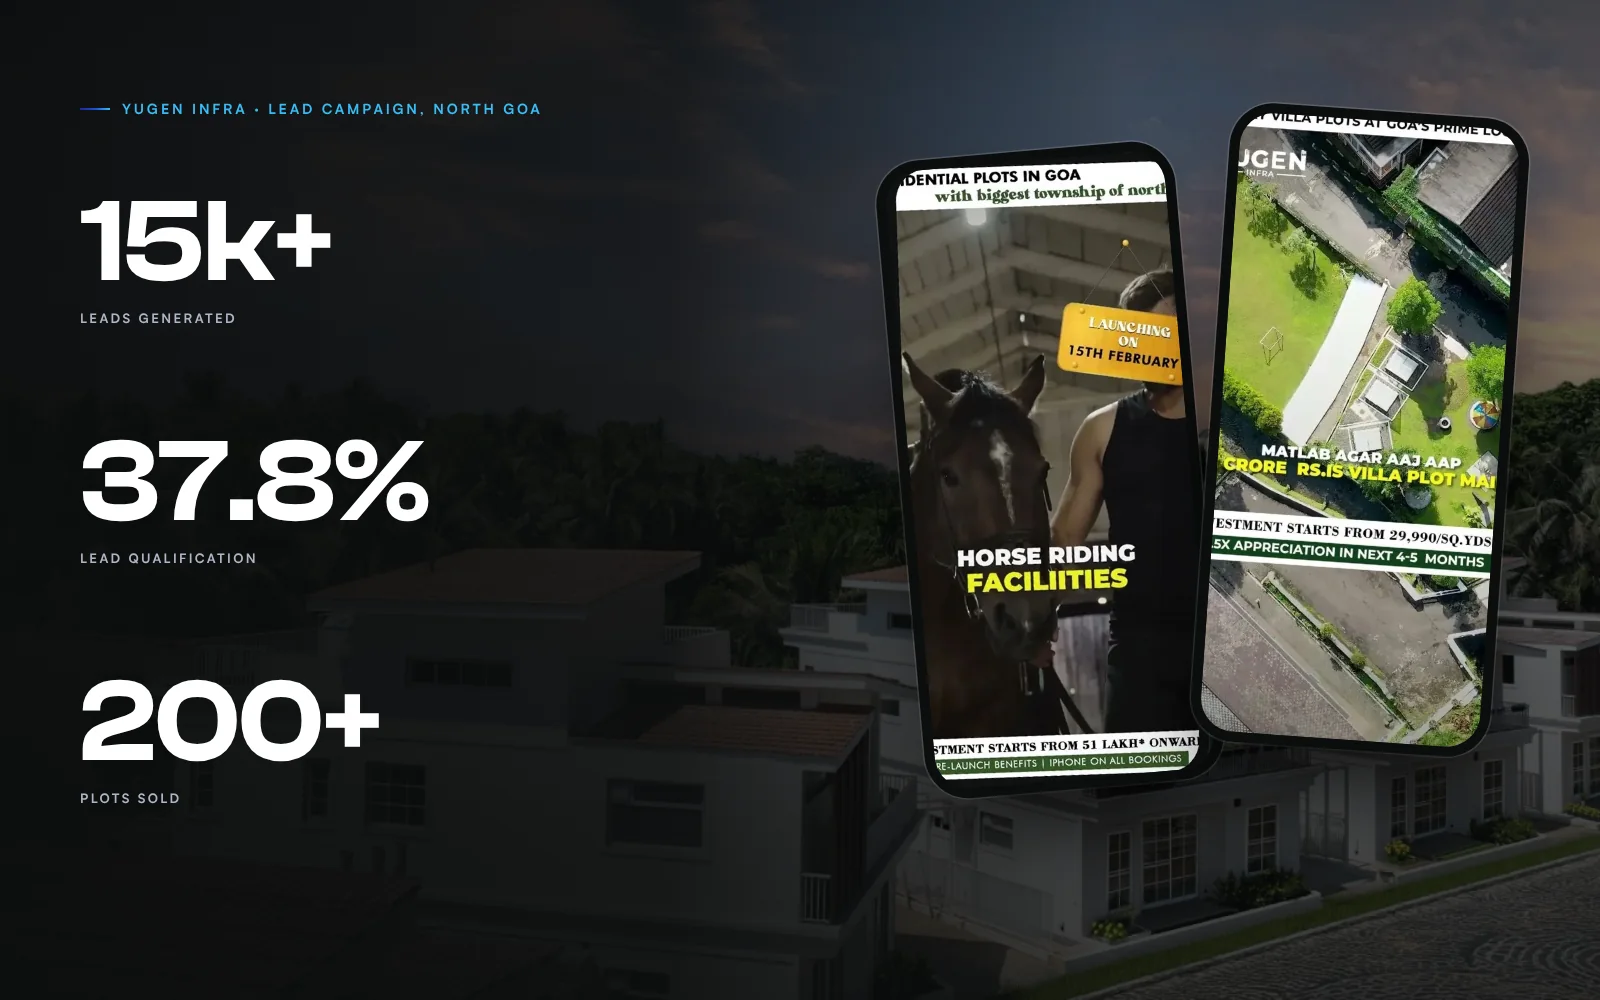 YUGEN INFRA · LEAD CAMPAIGN, NORTH GOA
15k+
LEADS GENERATED
37.8%
LEAD QUALIFICATION
200+
PLOTS SOLD
IDENTIAL PLOTS IN GOA
with biggest township of north
LAUNCHING
ON
15TH FEBRUARY
HORSE RIDING
FACILIITIES
STMENT STARTS FROM 51 LAKH* ONWAR
RE-LAUNCH BENEFITS | IPHONE ON ALL BOOKINGS
VILLA PLOTS AT GOA'S PRIME LO
UGEN
INFRA
MATLAB AGAR AAJ AAP
CRORE RS.IS VILLA PLOT MAI
VESTMENT STARTS FROM 29,990/SQ.YDS
.5X APPRECIATION IN NEXT 4-5 MONTHS